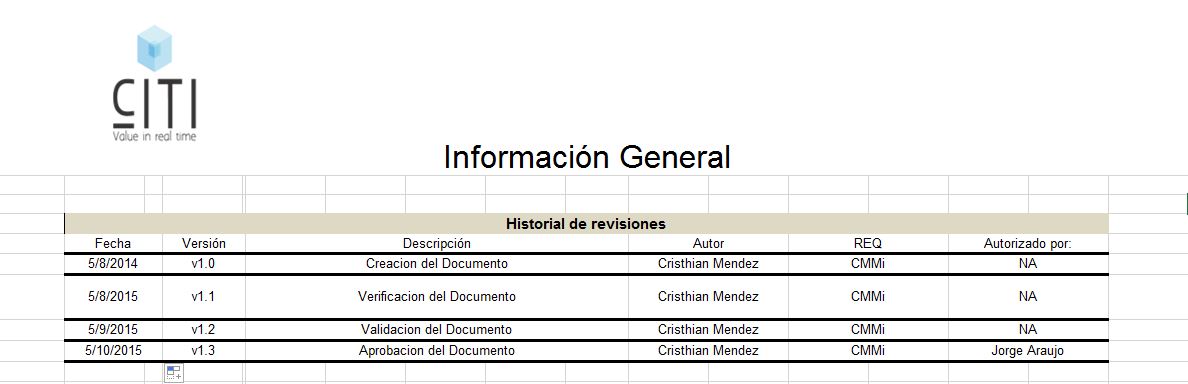 CITI
Value in real time
Información General
Historial de revisiones
Fecha Versión Descripción Autor REQ Autorizado por:
5/8/2014 v1.0 Creacion del Documento Cristhian Mendez CMMi NA
5/8/2015 v1.1 Verificacion del Documento Cristhian Mendez CMMi NA
5/9/2015 v1.2 Validacion del Documento Cristhian Mendez CMMi NA
5/10/2015 v1.3 Aprobacion del Documento Cristhian Mendez CMMi Jorge Araujo